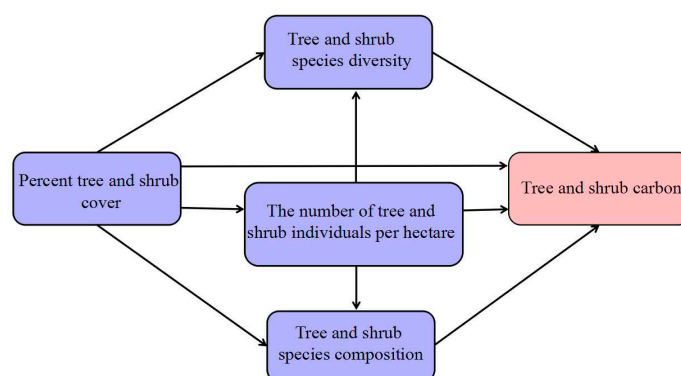 Tree and shrub
species diversity
Percent tree and shrub
cover
The number of tree and
shrub individuals per hectare
Tree and shrub carbon
Tree and shrub
species composition